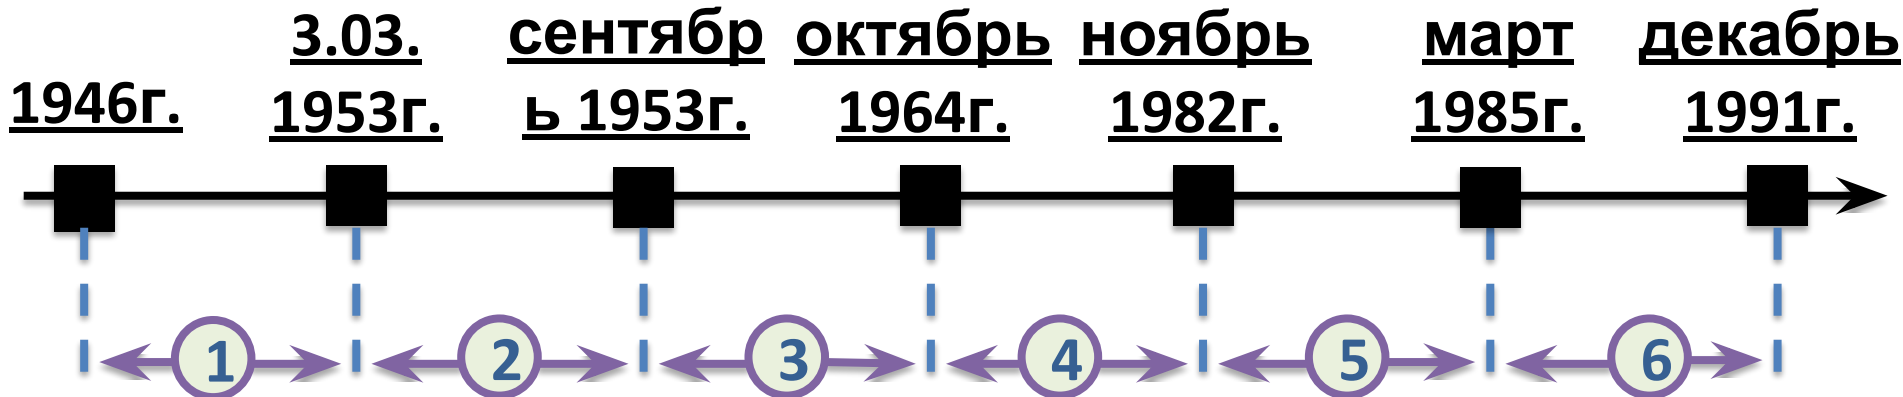 1946г.
3.03.
1953г.
сентябр
ь 1953г.
октябрь
1964г.
ноябрь
1982г.
март
1985г.
декабрь
1991г.
1
2
3
4
5
6